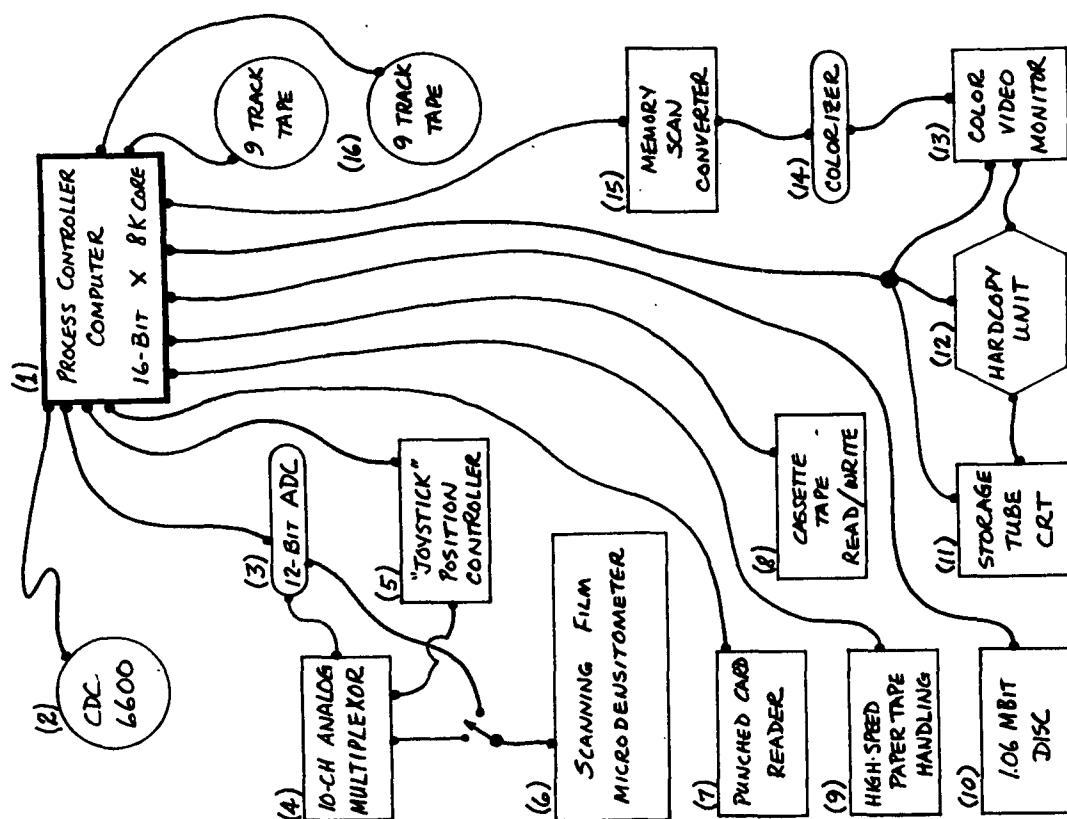 (1)
PROCESS CONTROLLER
COMPUTER
16-BIT X 8K CORE
(2)
CDC
6600
(3)
12-BIT ADC
(4)
10-CH ANALOG
MULTIPLEXOR
(5)
"JOYSTICK"
POSITION
CONTROLLER
(6)
SCANNING FILM
MICRODENSITOMETER
(7)
PUNCHED CARD
READER
(8)
CASSETTE
TAPE
READ/WRITE
(9)
HIGH-SPEED
PAPER TAPE
HANDLING
(10)
1.06 MBIT
DISC
(11)
STORAGE
TUBE
CRT
(12)
HARDCOPY
UNIT
(13)
COLOR
VIDEO
MONITOR
(14)
COLORIZER
(15)
MEMORY
SCAN
CONVERTER
(16)
9 TRACK
TAPE
9 TRACK
TAPE